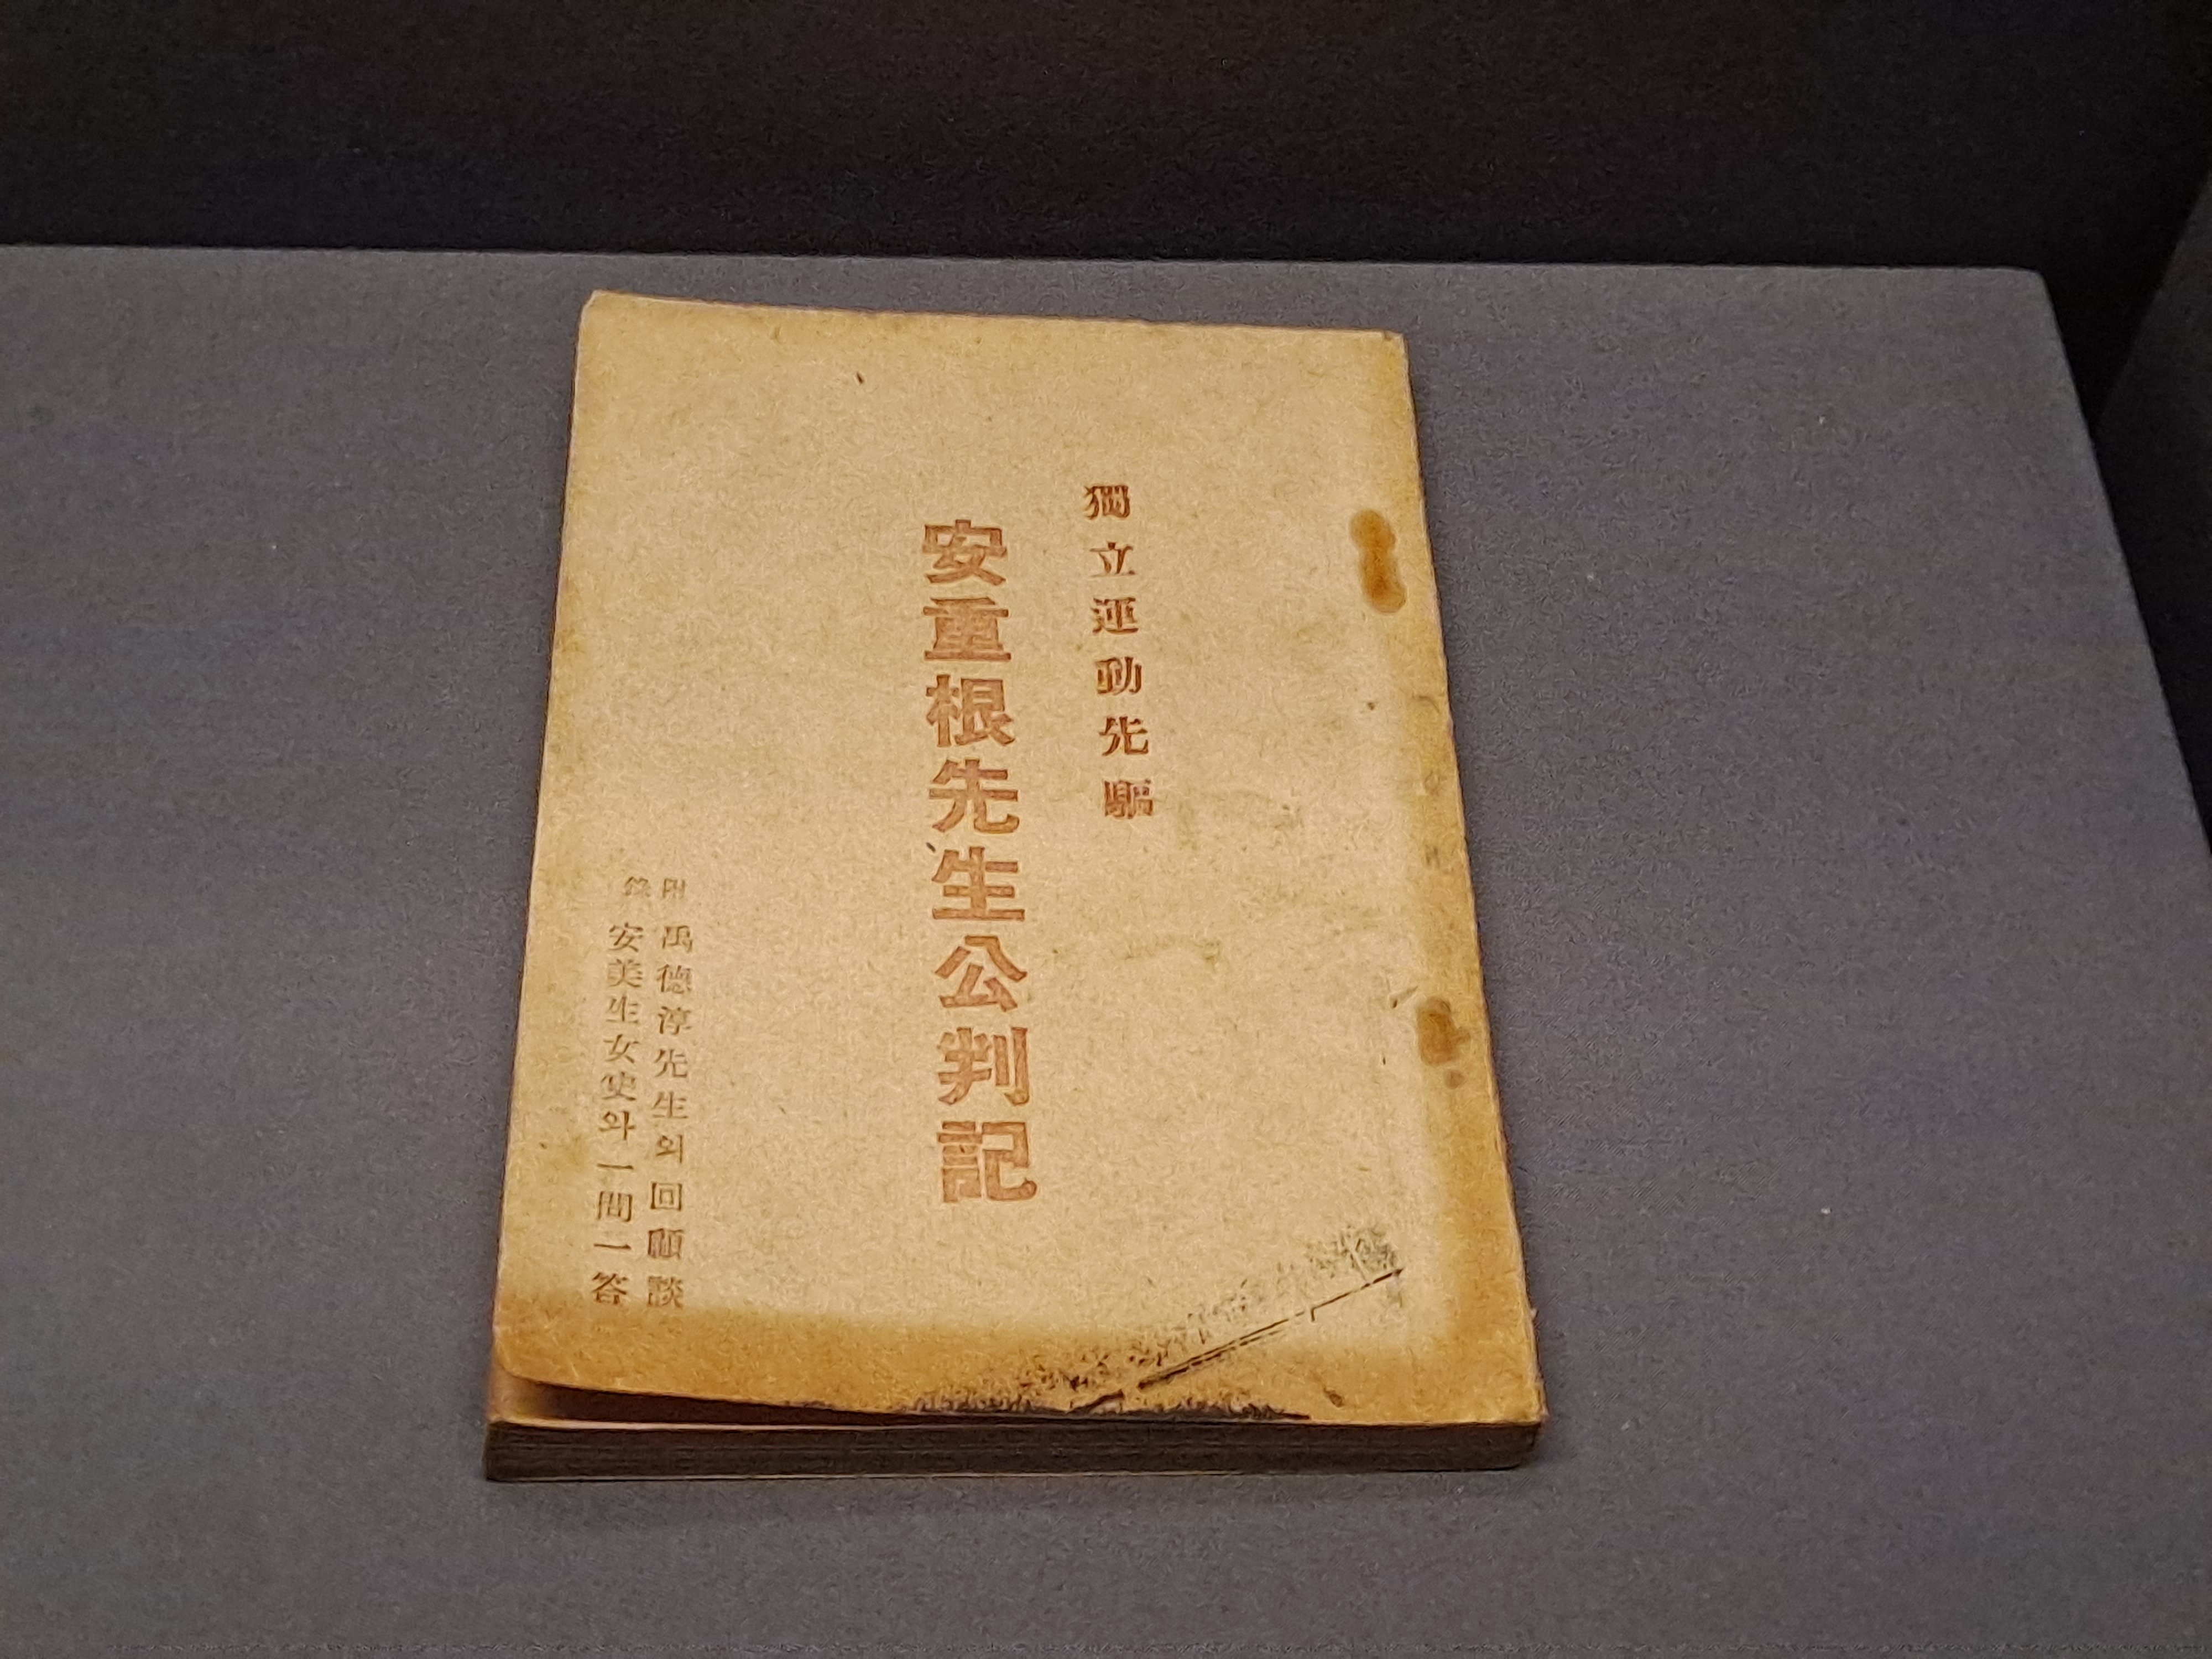 獨立運動先驅
安重根先生公判記
附錄
禹德淳先生의回顧談
安美生女史와一問一答